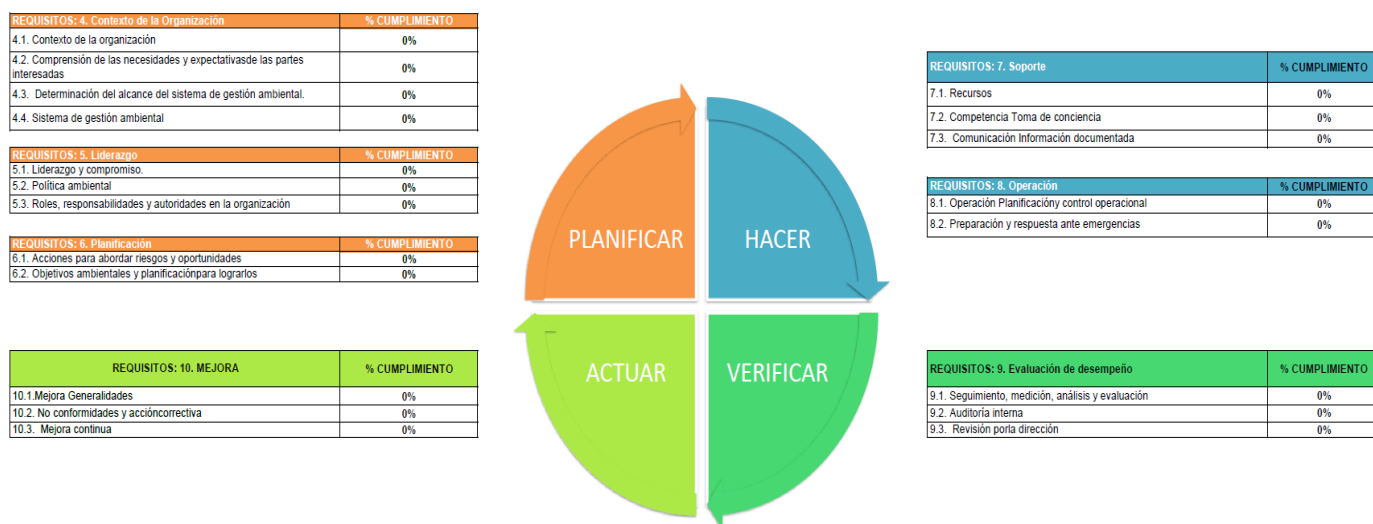 REQUISITOS: 4. Contexto de la Organización % CUMPLIMIENTO
4.1. Contexto de la organización 0%
4.2. Comprensión de las necesidades y expectativasde las partes
interesadas 0%
4.3. Determinación del alcance del sistema de gestión ambiental. 0%
4.4. Sistema de gestión ambiental 0%
REQUISITOS: 5. Liderazgo % CUMPLIMIENTO
5.1. Liderazgo y compromiso. 0%
5.2. Política ambiental 0%
5.3. Roles, responsabilidades y autoridades en la organización 0%
REQUISITOS: 6. Planificación % CUMPLIMIENTO
6.1. Acciones para abordar riesgos y oportunidades 0%
6.2. Objetivos ambientales y planificaciónpara lograrlos 0%
REQUISITOS: 10. MEJORA % CUMPLIMIENTO
10.1.Mejora Generalidades 0%
10.2. No conformidades y accióncorrectiva 0%
10.3. Mejora continua 0%
PLANIFICAR
HACER
ACTUAR
VERIFICAR
REQUISITOS: 7. Soporte % CUMPLIMIENTO
7.1. Recursos 0%
7.2. Competencia Toma de conciencia 0%
7.3. Comunicación Información documentada 0%
REQUISITOS: 8. Operación % CUMPLIMIENTO
8.1. Operación Planificacióny control operacional 0%
8.2. Preparación y respuesta ante emergencias 0%
REQUISITOS: 9. Evaluación de desempeño % CUMPLIMIENTO
9.1. Seguimiento, medición, análisis y evaluación 0%
9.2. Auditoría interna 0%
9.3. Revisión porla dirección 0%